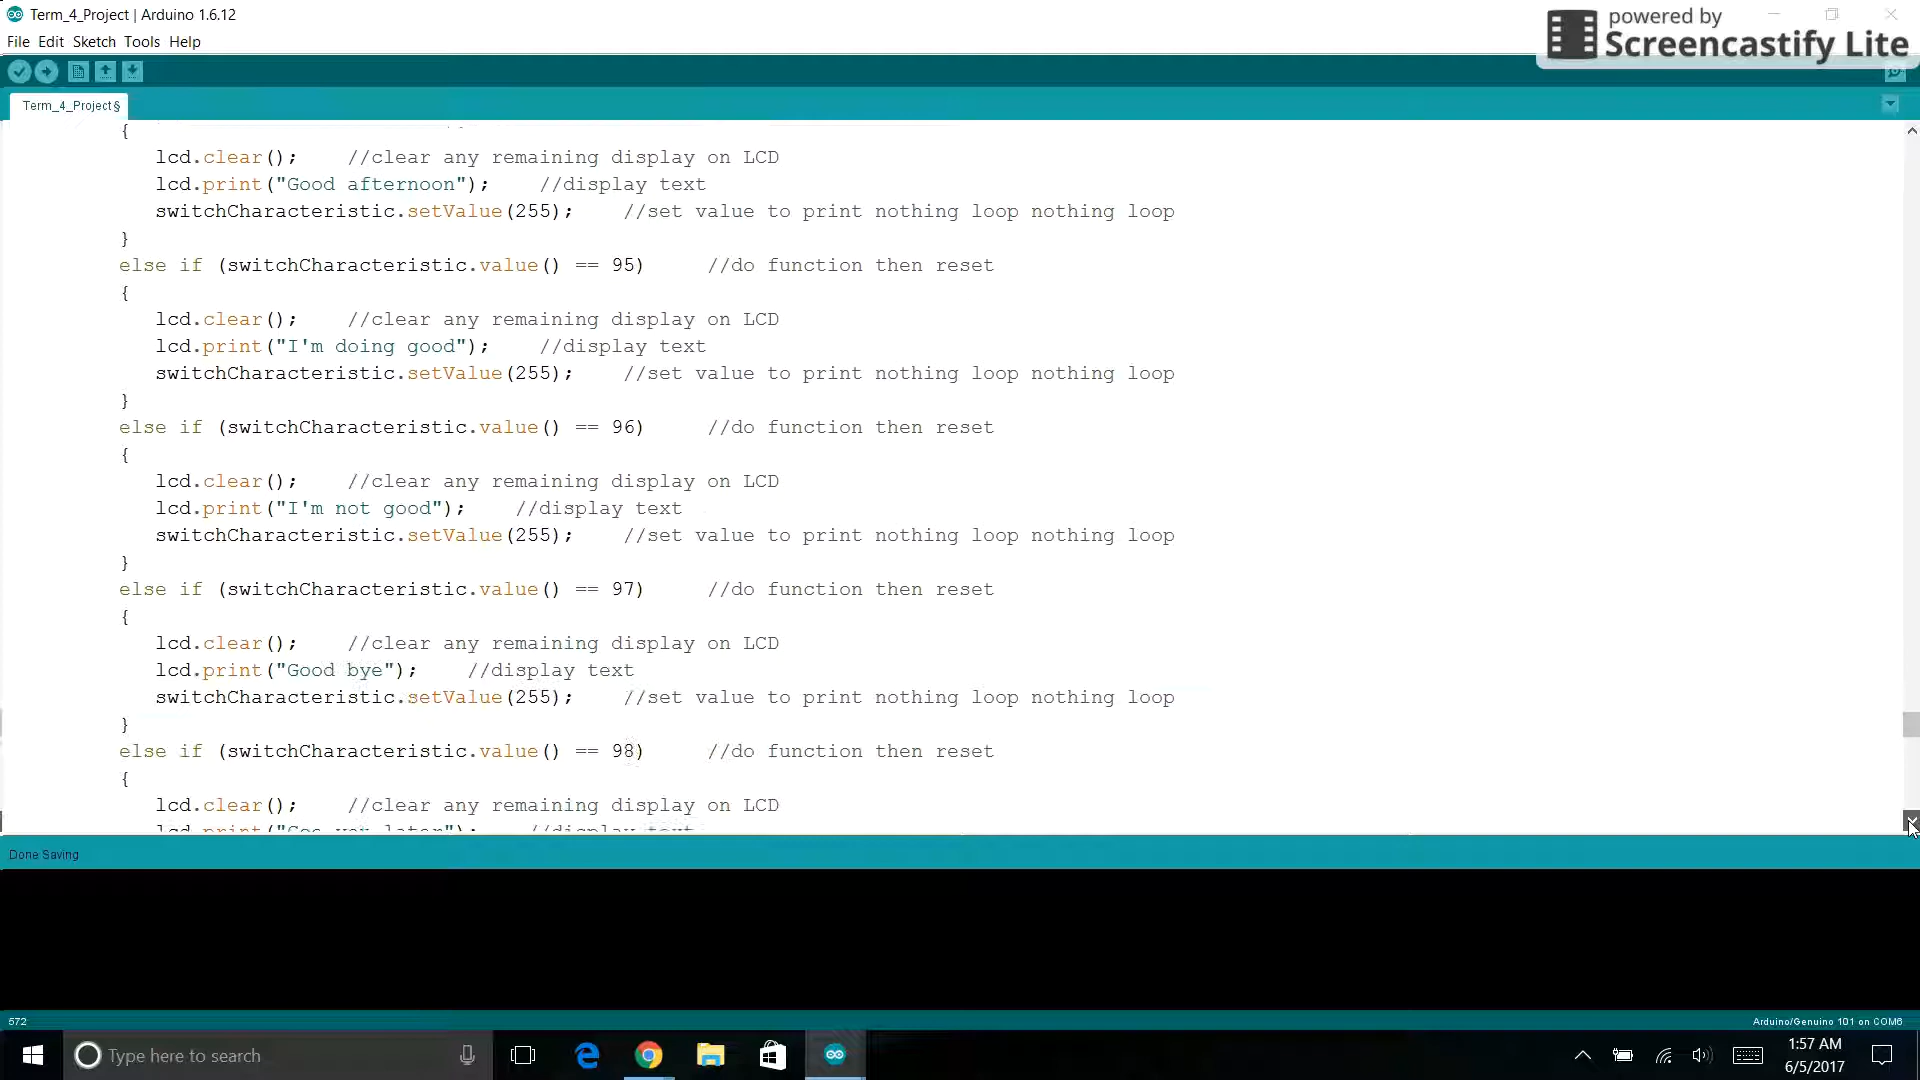 Term_4_Project | Arduino 1.6.12
powered by
Screencastify Lite
File Edit Sketch Tools Help
Term_4_Project §
{
lcd.clear(); //clear any remaining display on LCD
lcd.print("Good afternoon"); //display text
switchCharacteristic.setValue(255); //set value to print nothing loop nothing loop
}
else if (switchCharacteristic.value() == 95) //do function then reset
{
lcd.clear(); //clear any remaining display on LCD
lcd.print("I'm doing good"); //display text
switchCharacteristic.setValue(255); //set value to print nothing loop nothing loop
}
else if (switchCharacteristic.value() == 96) //do function then reset
{
lcd.clear(); //clear any remaining display on LCD
lcd.print("I'm not good"); //display text
switchCharacteristic.setValue(255); //set value to print nothing loop nothing loop
}
else if (switchCharacteristic.value() == 97) //do function then reset
{
lcd.clear(); //clear any remaining display on LCD
lcd.print("Good bye"); //display text
switchCharacteristic.setValue(255); //set value to print nothing loop nothing loop
}
else if (switchCharacteristic.value() == 98) //do function then reset
{
lcd.clear(); //clear any remaining display on LCD
lcd.print(" later"); //display text
Done Saving
572
Arduino/Genuino 101 on COM6
Type here to search
1:57 AM
6/5/2017